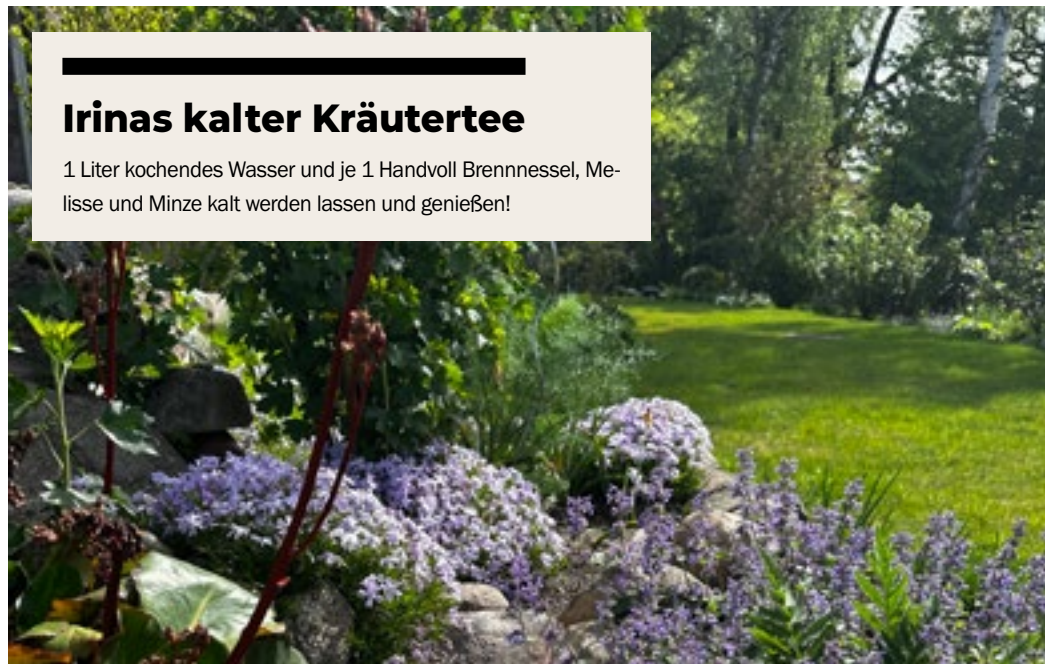 Irinas kalter Kräutertee
1 Liter kochendes Wasser und je 1 Handvoll Brennnessel, Me-
lisse und Minze kalt werden lassen und genießen!